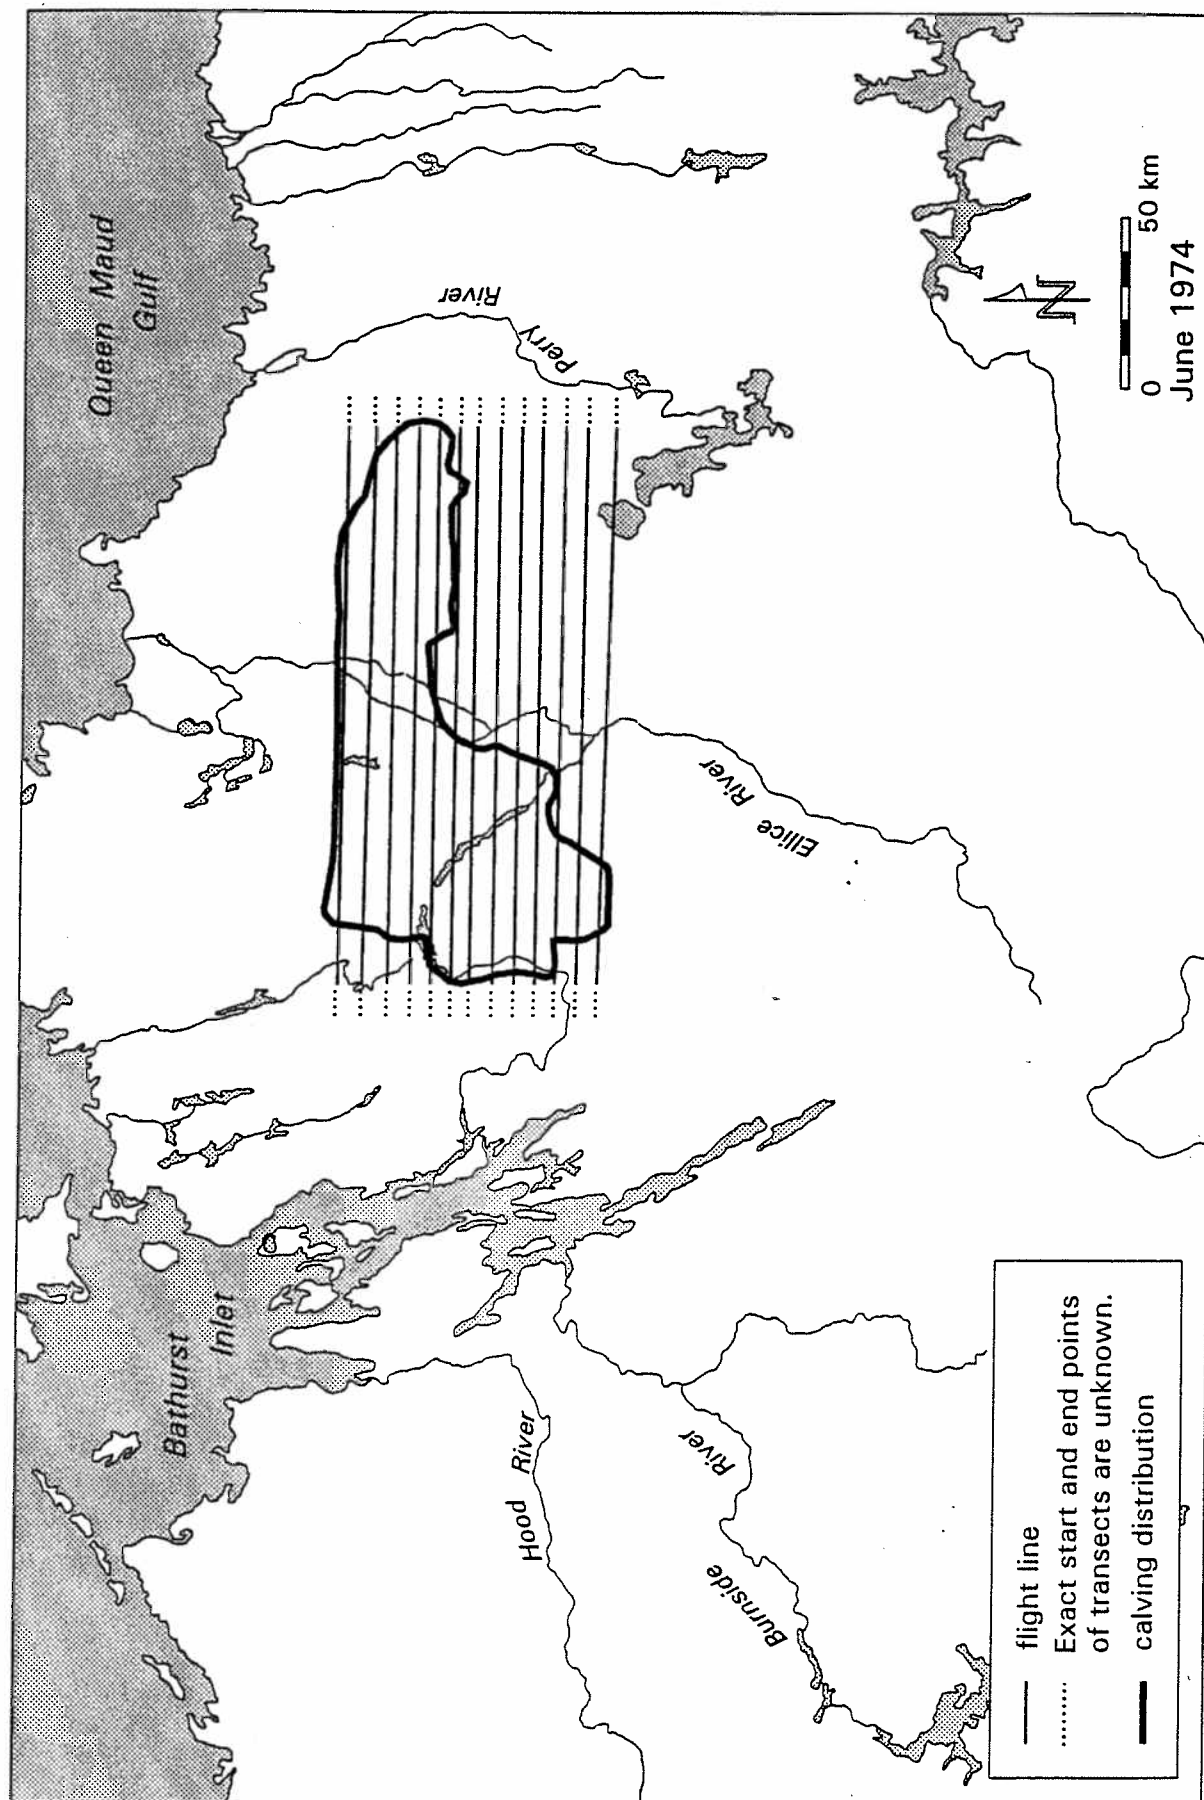 Queen Maud
Gulf
Bathurst
Inlet
Perry
River
Ellice River
Hood River
Burnside
River
N
0 50 km
June 1974
flight line
Exact start and end points
of transects are unknown.
calving distribution